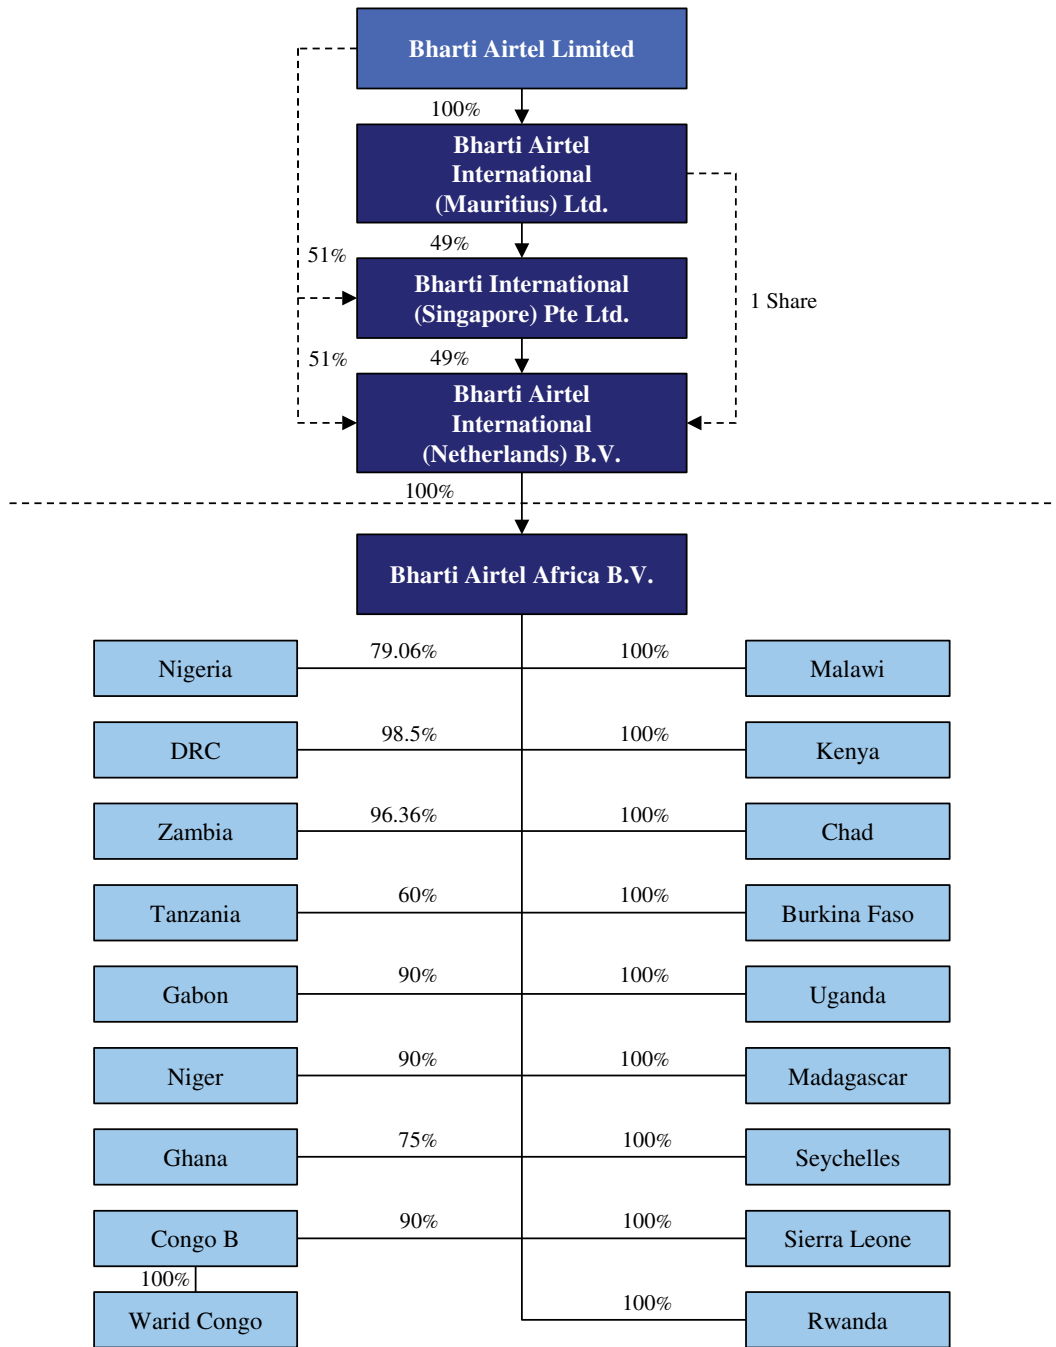 Bharti Airtel Limited
100%
Bharti Airtel
International
(Mauritius) Ltd.
51%
49%
Bharti International
(Singapore) Pte Ltd.
1 Share
51%
49%
Bharti Airtel
International
(Netherlands) B.V.
100%
Bharti Airtel Africa B.V.
Nigeria 79.06% 100% Malawi
DRC 98.5% 100% Kenya
Zambia 96.36% 100% Chad
Tanzania 60% 100% Burkina Faso
Gabon 90% 100% Uganda
Niger 90% 100% Madagascar
Ghana 75% 100% Seychelles
Congo B 90% 100% Sierra Leone
100%
Warid Congo 100% Rwanda